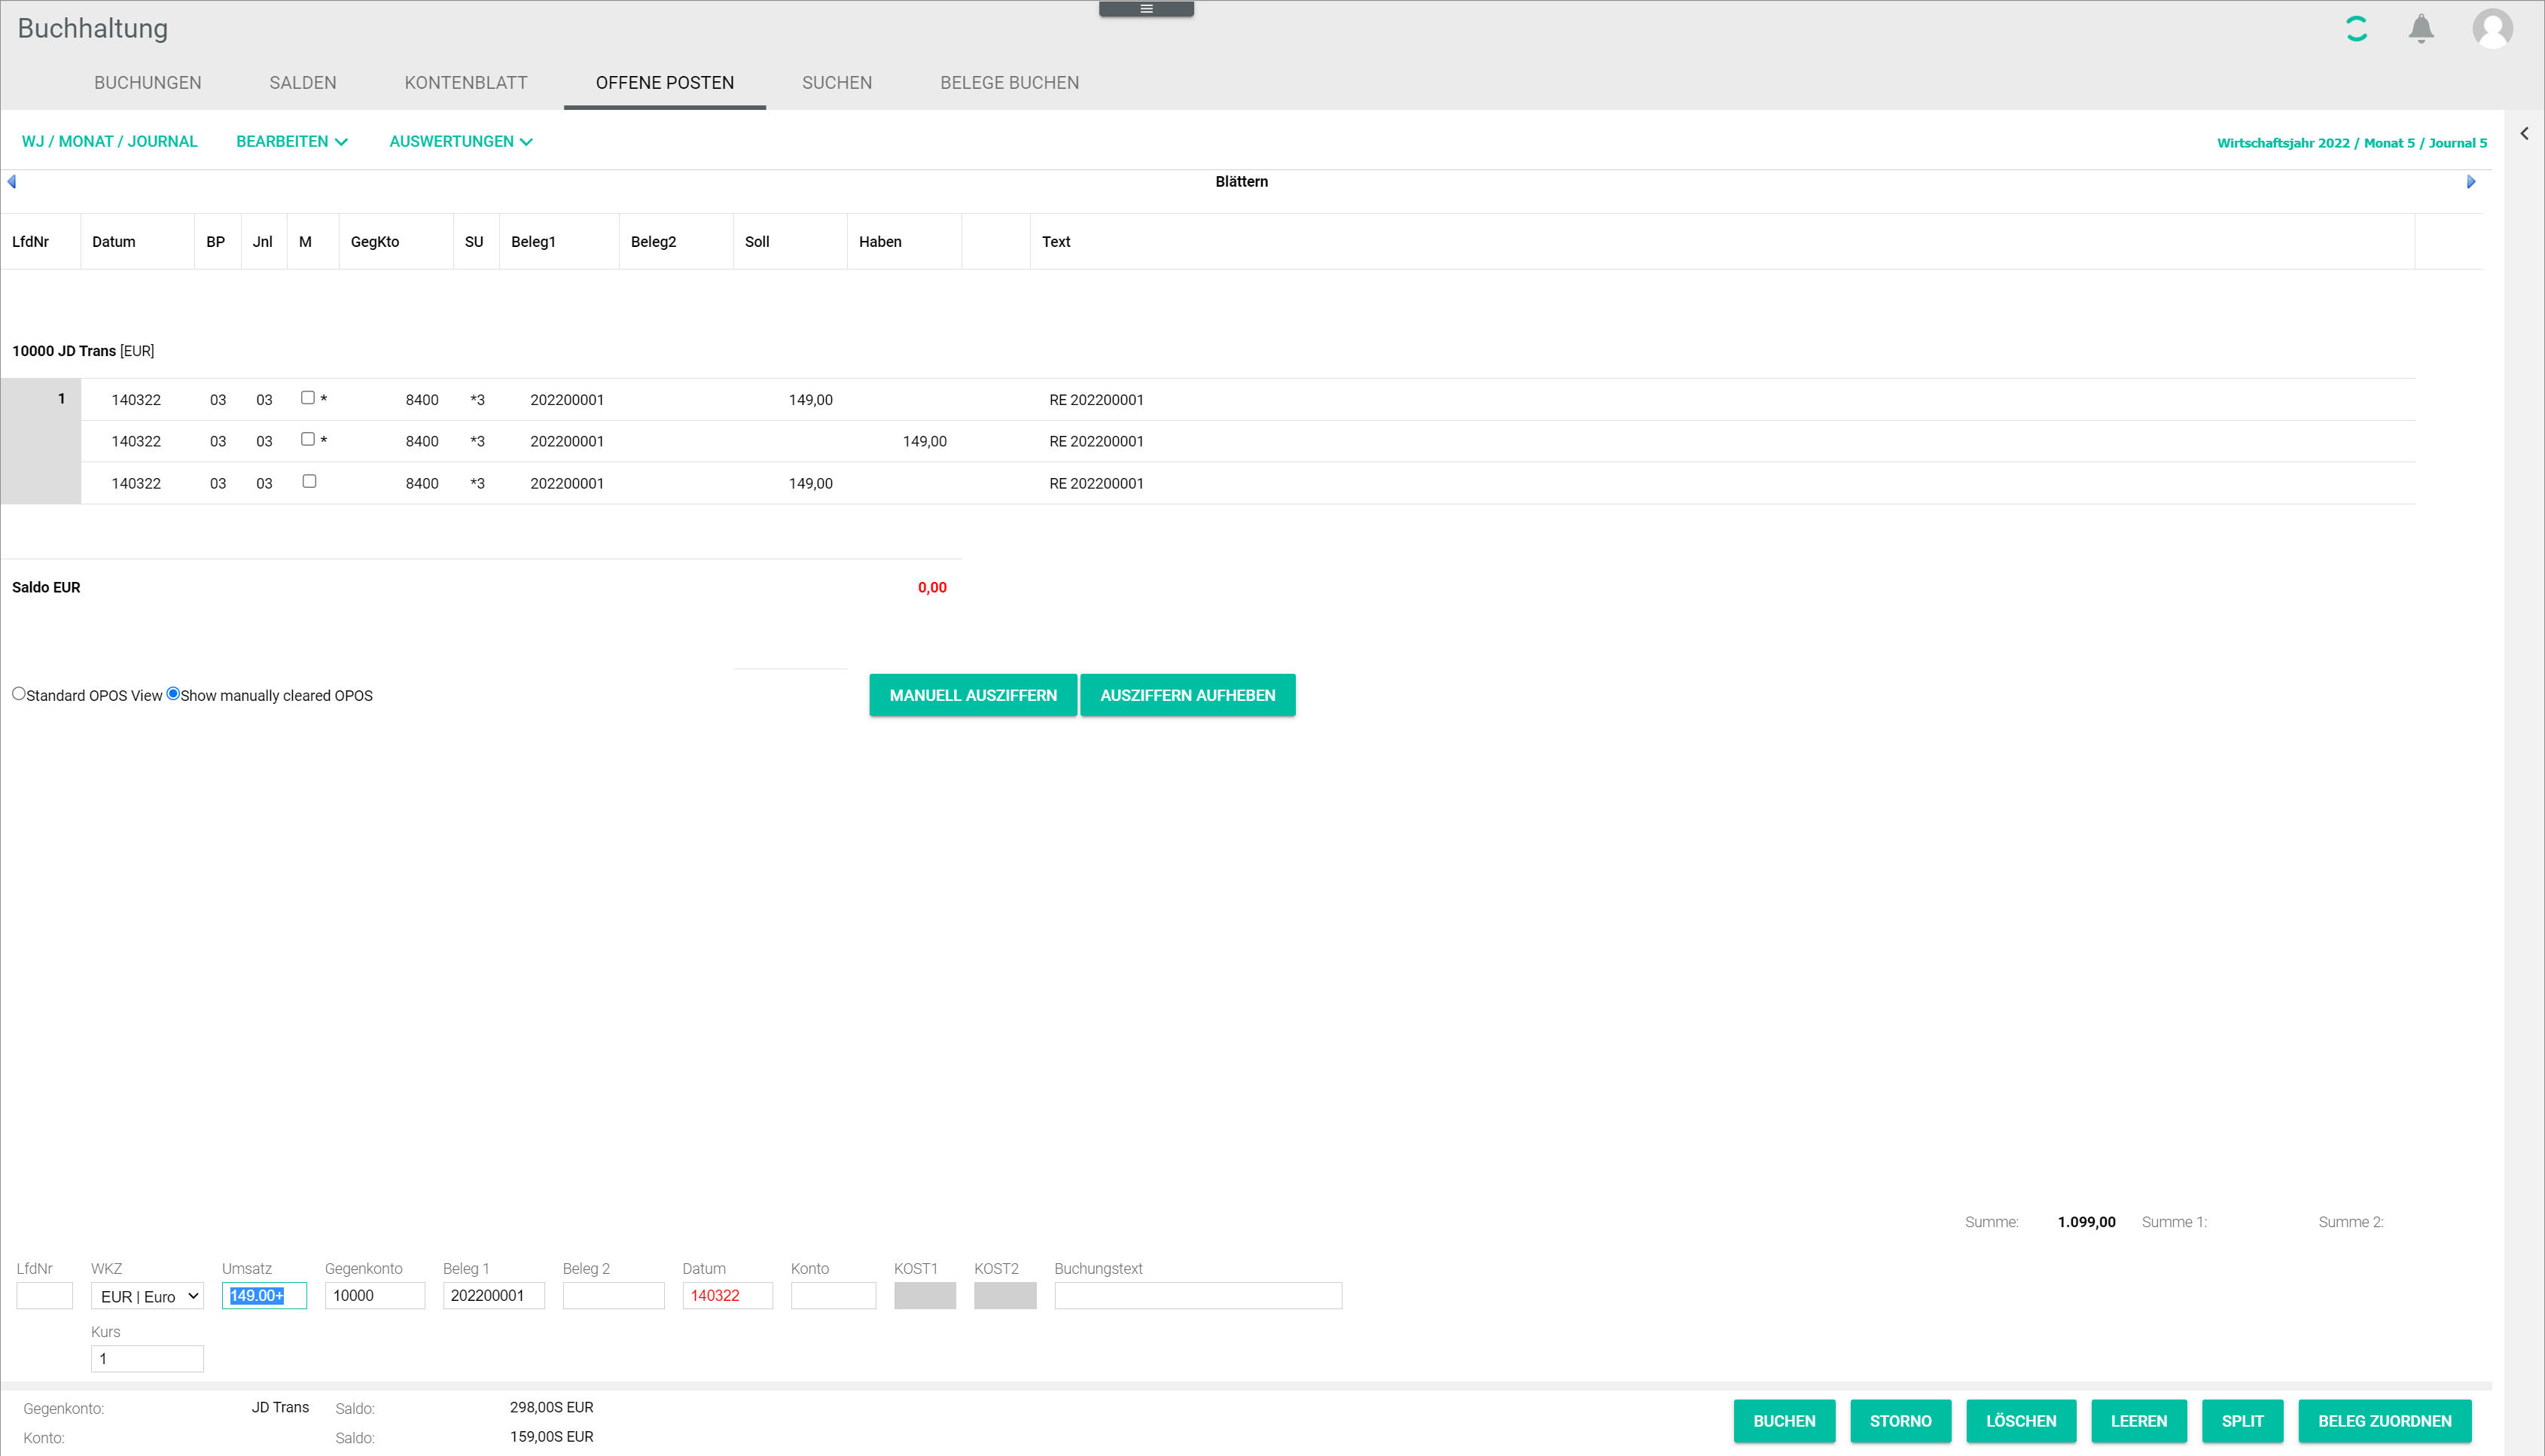 Buchhaltung
BUCHUNGEN SALDEN KONTENBLATT OFFENE POSTEN SUCHEN BELEGE BUCHEN
WJ / MONAT / JOURNAL BEARBEITEN AUSWERTUNGEN Wirtschaftsjahr 2022 / Monat 5 / Journal 5
Blättern
LfdNr Datum BP Jnl M GegKto SU Beleg1 Beleg2 Soll Haben Text
10000 JD Trans [EUR]
1 140322 03 03 * 8400 *3 202200001 149,00 RE 202200001
140322 03 03 * 8400 *3 202200001 149,00 RE 202200001
140322 03 03 8400 *3 202200001 149,00 RE 202200001
Saldo EUR 0,00
Standard OPOS View Show manually cleared OPOS MANUELL AUSZIFFERN AUSZIFFERN AUFHEBEN
Summe: 1.099,00 Summe 1: Summe 2:
LfdNr WKZ Umsatz Gegenkonto Beleg 1 Beleg 2 Datum Konto KOST1 KOST2 Buchungstext
EUR | Euro 149.00+ 10000 202200001 140322
Kurs
1
Gegenkonto: JD Trans Saldo: 298,00S EUR
Konto: Saldo: 159,00S EUR
BUCHEN STORNO LÖSCHEN LEEREN SPLIT BELEG ZUORDNEN